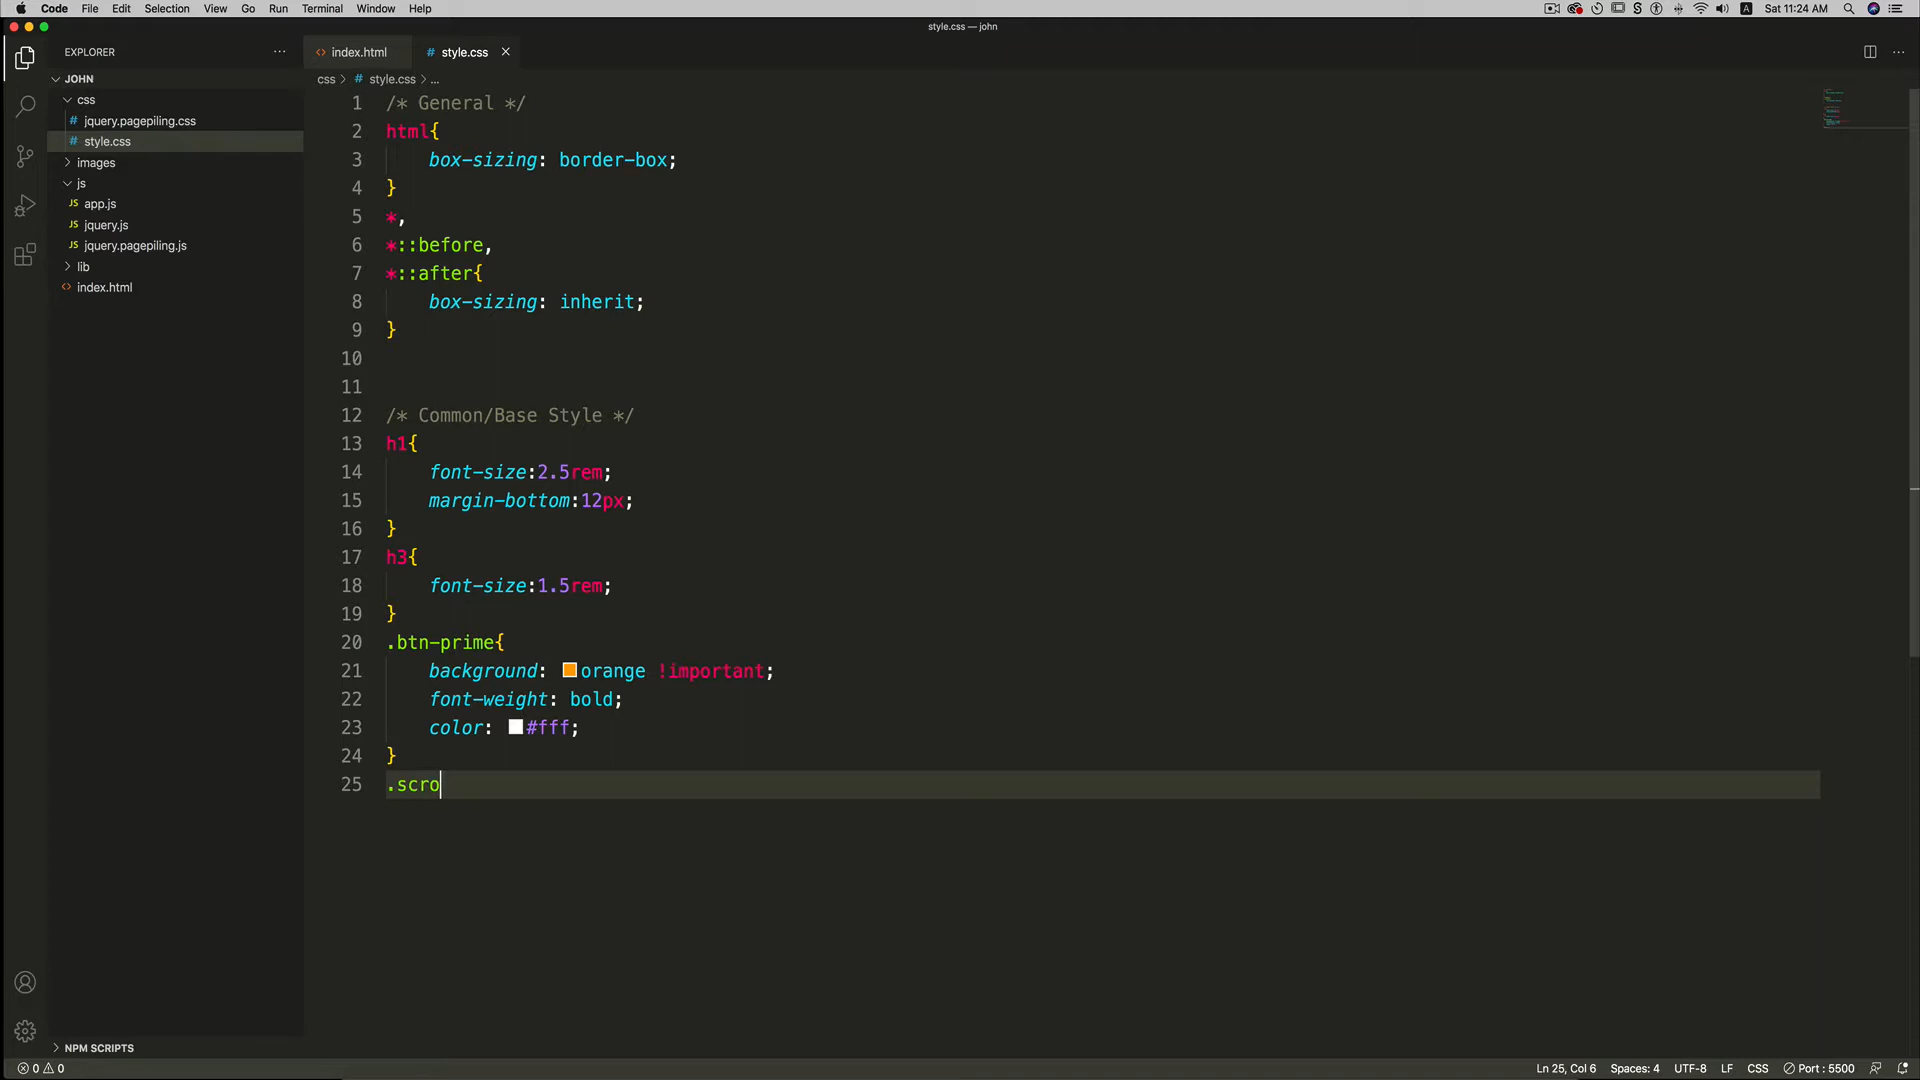 Code File Edit Selection View Go Run Terminal Window Help
A Sat 11:24 AM
style.css — john
EXPLORER
index.html
# style.css
css > # style.css > ...
JOHN
css
# jquery.pagepiling.css
# style.css
images
js
JS app.js
JS jquery.js
JS jquery.pagepiling.js
lib
index.html
1 /* General */
2 html{
3 box-sizing: border-box;
4 }
5 *,
6 *::before,
7 *::after{
8 box-sizing: inherit;
9 }
10
11
12 /* Common/Base Style */
13 h1{
14 font-size:2.5rem;
15 margin-bottom:12px;
16 }
17 h3{
18 font-size:1.5rem;
19 }
20 .btn-prime{
21 background: orange !important;
22 font-weight: bold;
23 color: #fff;
24 }
25 .scro
NPM SCRIPTS
0 0
Ln 25, Col 6 Spaces: 4 UTF-8 LF CSS Port : 5500